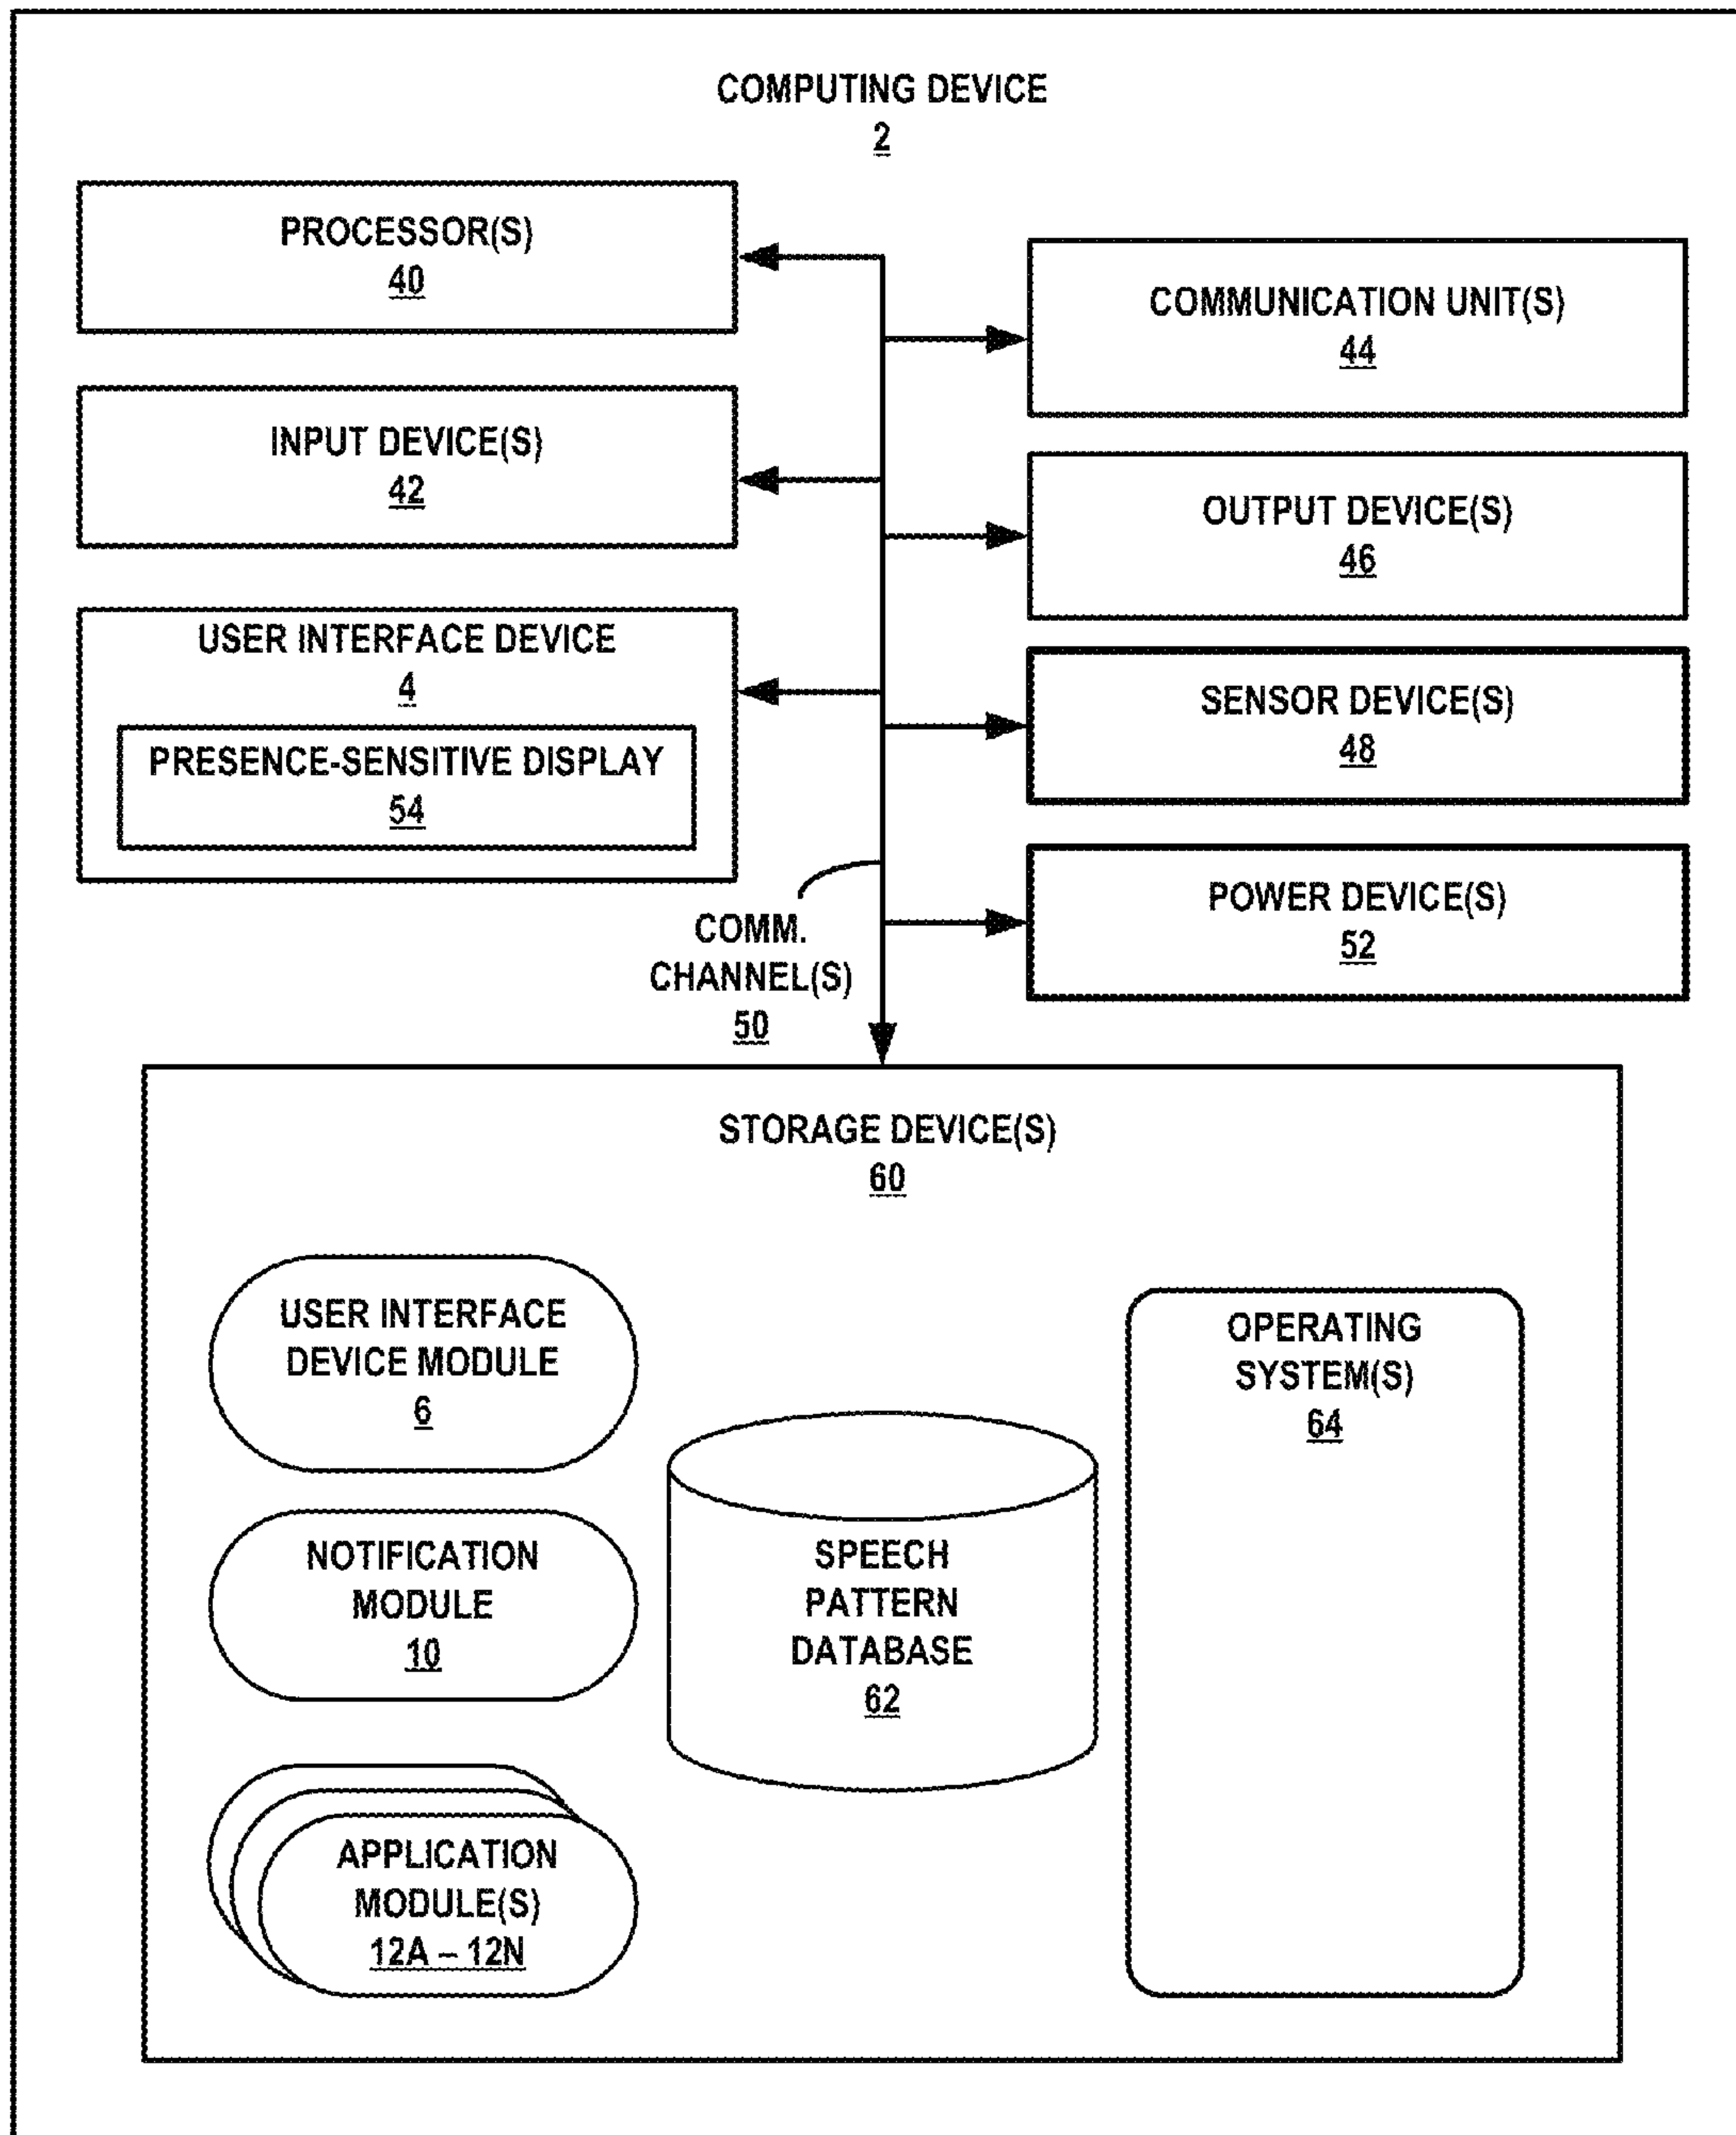 COMPUTING DEVICE
2
PROCESSOR(S)
40
INPUT DEVICE(S)
42
USER INTERFACE DEVICE
4
PRESENCE-SENSITIVE DISPLAY
54
COMMUNICATION UNIT(S)
44
OUTPUT DEVICE(S)
46
SENSOR DEVICE(S)
48
POWER DEVICE(S)
52
COMM.
CHANNEL(S)
50
STORAGE DEVICE(S)
60
USER INTERFACE
DEVICE MODULE
6
NOTIFICATION
MODULE
10
APPLICATION
MODULE(S)
12A – 12N
SPEECH
PATTERN
DATABASE
62
OPERATING
SYSTEM(S)
64